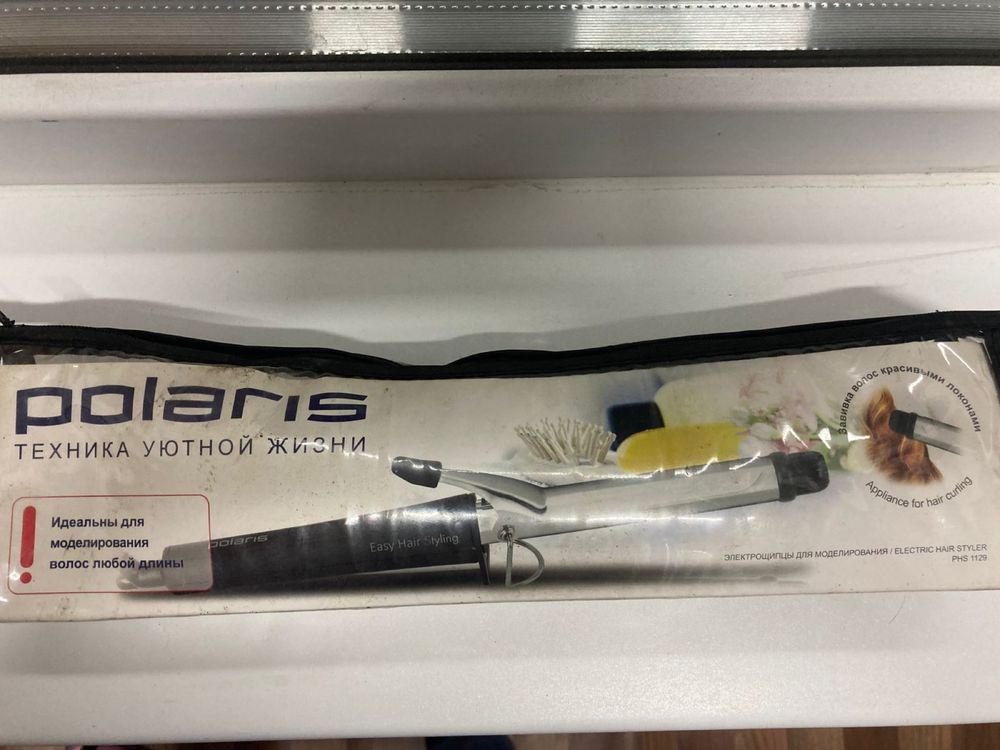 polaris
ТЕХНИКА УЮТНОЙ ЖИЗНИ
Идеальны для
моделирования
волос любой длины
polaris
Easy Hair Styling
Завивка волос красивыми локонами
Appliance for hair curling
ЭЛЕКТРОЩИПЦЫ ДЛЯ МОДЕЛИРОВАНИЯ / ELECTRIC HAIR STYLER
PHS 1129